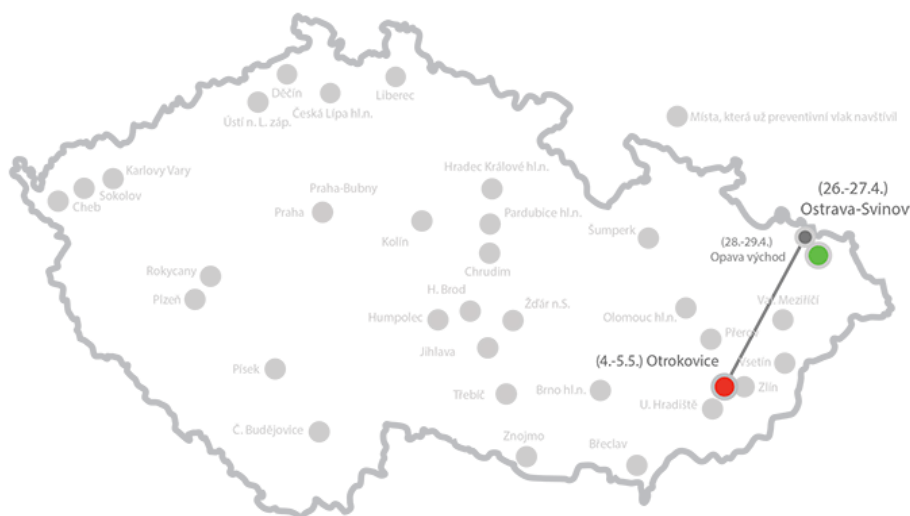 Děčín
Česká Lípa hl.n.
Liberec
Ústí n. L. záp.
Místa, která už preventivní vlak navštívil
Karlovy Vary
Sokolov
Cheb
Hradec Králové hl.n.
Praha-Bubny
Praha
Pardubice hl.n.
Kolín
Chrudim
Šumperk
(26.-27.4.)
Ostrava-Svinov
(28.-29.4.)
Opava východ
Rokycany
Plzeň
H. Brod
Humpolec
Žďár n.S.
Jihlava
Olomouc hl.n.
Val. Meziříčí
Přerov
Vsetín
(4.-5.5.) Otrokovice
Zlín
Písek
Třebíč
Brno hl.n.
U. Hradiště
Č. Budějovice
Znojmo
Břeclav